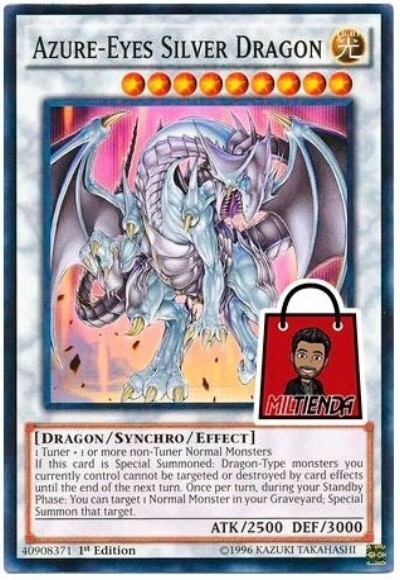 AZURE-EYES SILVER DRAGON
光
MILTIENDA
[DRAGON/SYNCHRO/EFFECT]
1 Tuner + 1 or more non-Tuner Normal Monsters
If this card is Special Summoned: Dragon-Type monsters you
currently control cannot be targeted or destroyed by card effects
until the end of the next turn. Once per turn, during your Standby
Phase: You can target 1 Normal Monster in your Graveyard; Special
Summon that target.
ATK/2500 DEF/3000
40908371 1st Edition ©1996 KAZUKI TAKAHASHI